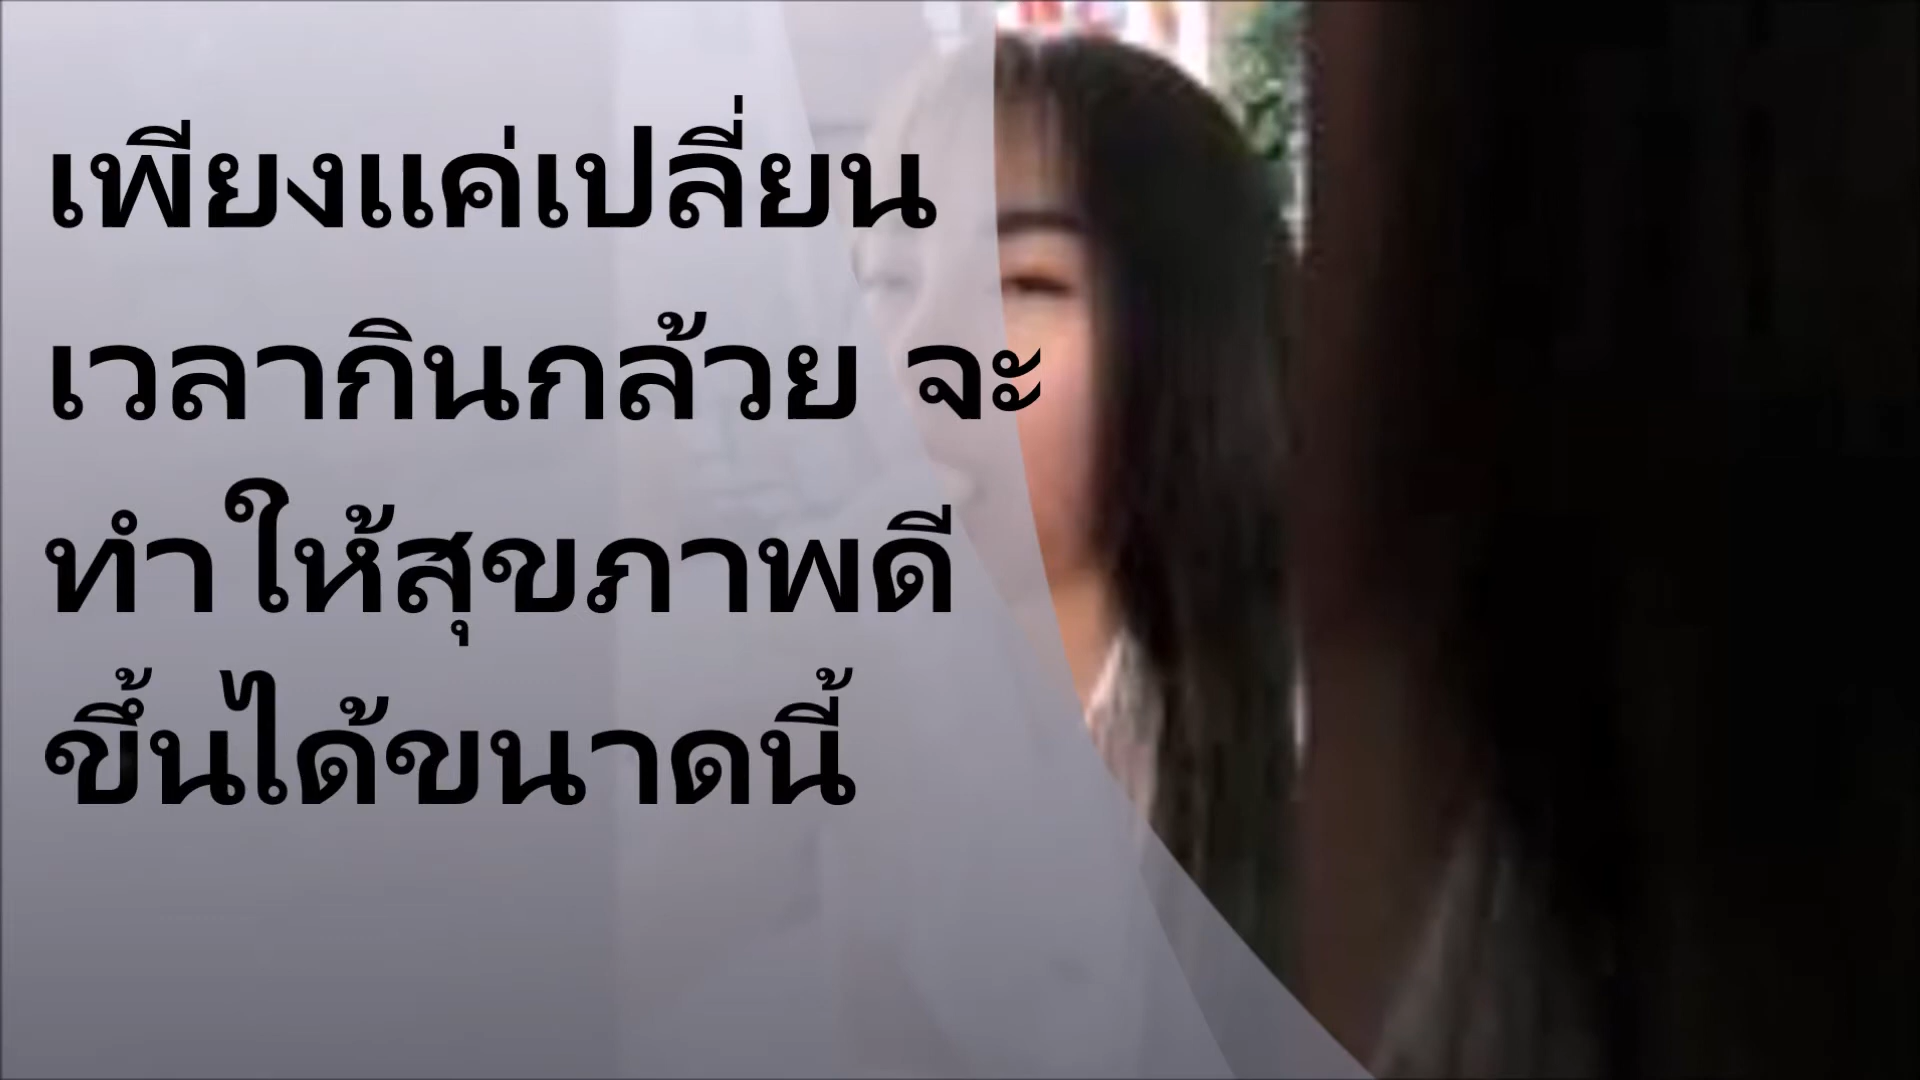 เพียงแค่เปลี่ยน
เวลากินกล้วย จะ
ทำให้สุขภาพดี
ขึ้นได้ขนาดนี้